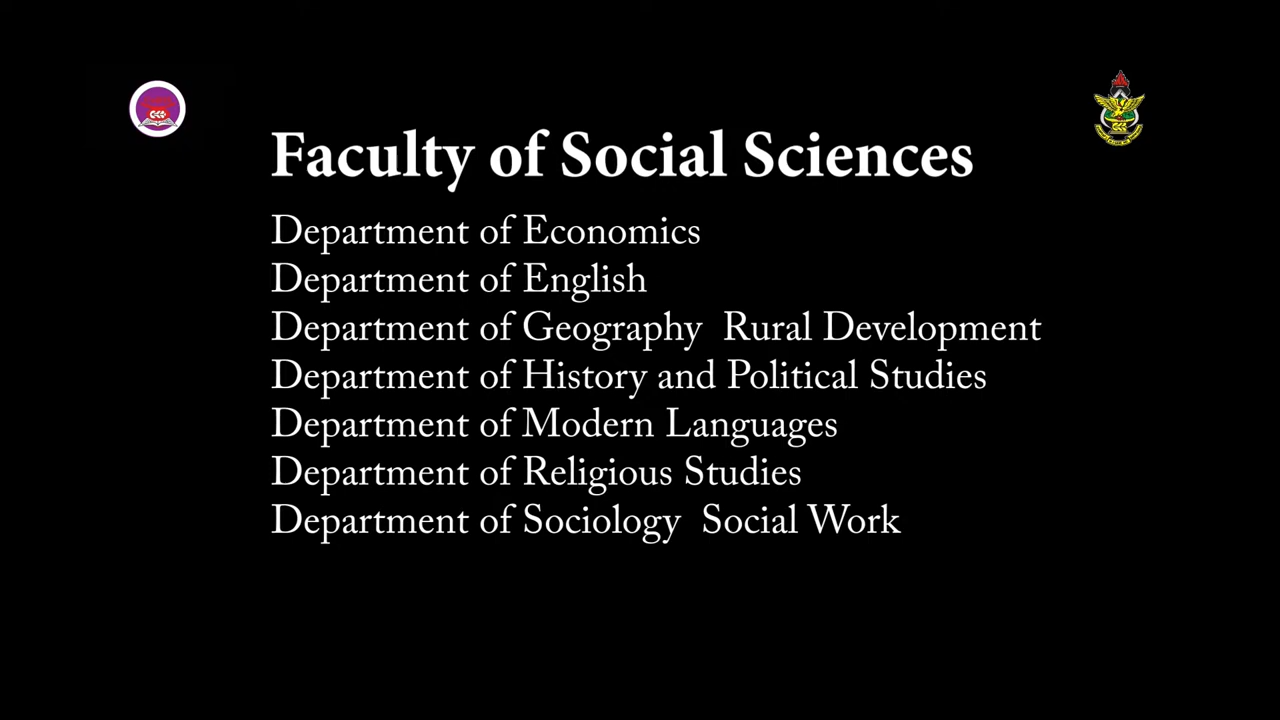 Faculty of Social Sciences
Department of Economics
Department of English
Department of Geography  Rural Development
Department of History and Political Studies
Department of Modern Languages
Department of Religious Studies
Department of Sociology  Social Work